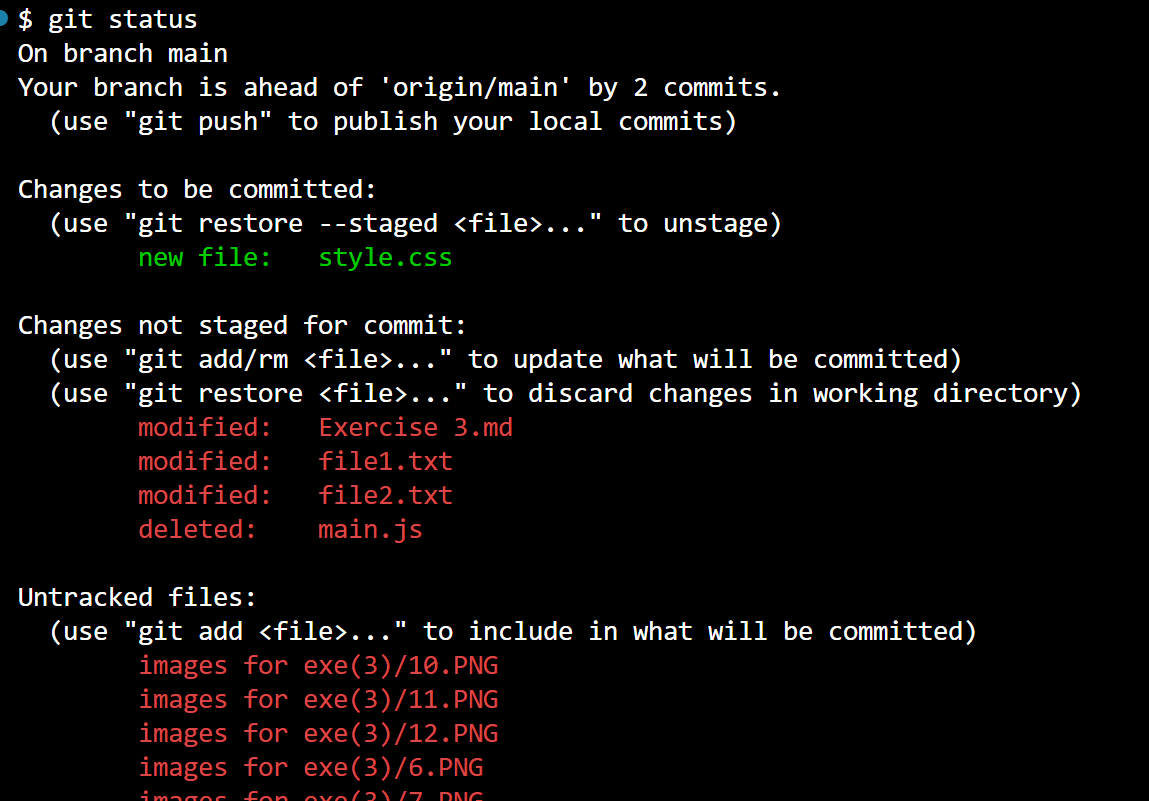 $ git status
On branch main
Your branch is ahead of 'origin/main' by 2 commits.
  (use "git push" to publish your local commits)

Changes to be committed:
  (use "git restore --staged <file>..." to unstage)
        new file:   style.css

Changes not staged for commit:
  (use "git add/rm <file>..." to update what will be committed)
  (use "git restore <file>..." to discard changes in working directory)
        modified:   Exercise 3.md
        modified:   file1.txt
        modified:   file2.txt
        deleted:    main.js

Untracked files:
  (use "git add <file>..." to include in what will be committed)
        images for exe(3)/10.PNG
        images for exe(3)/11.PNG
        images for exe(3)/12.PNG
        images for exe(3)/6.PNG
        images for exe(3)/7.PNG